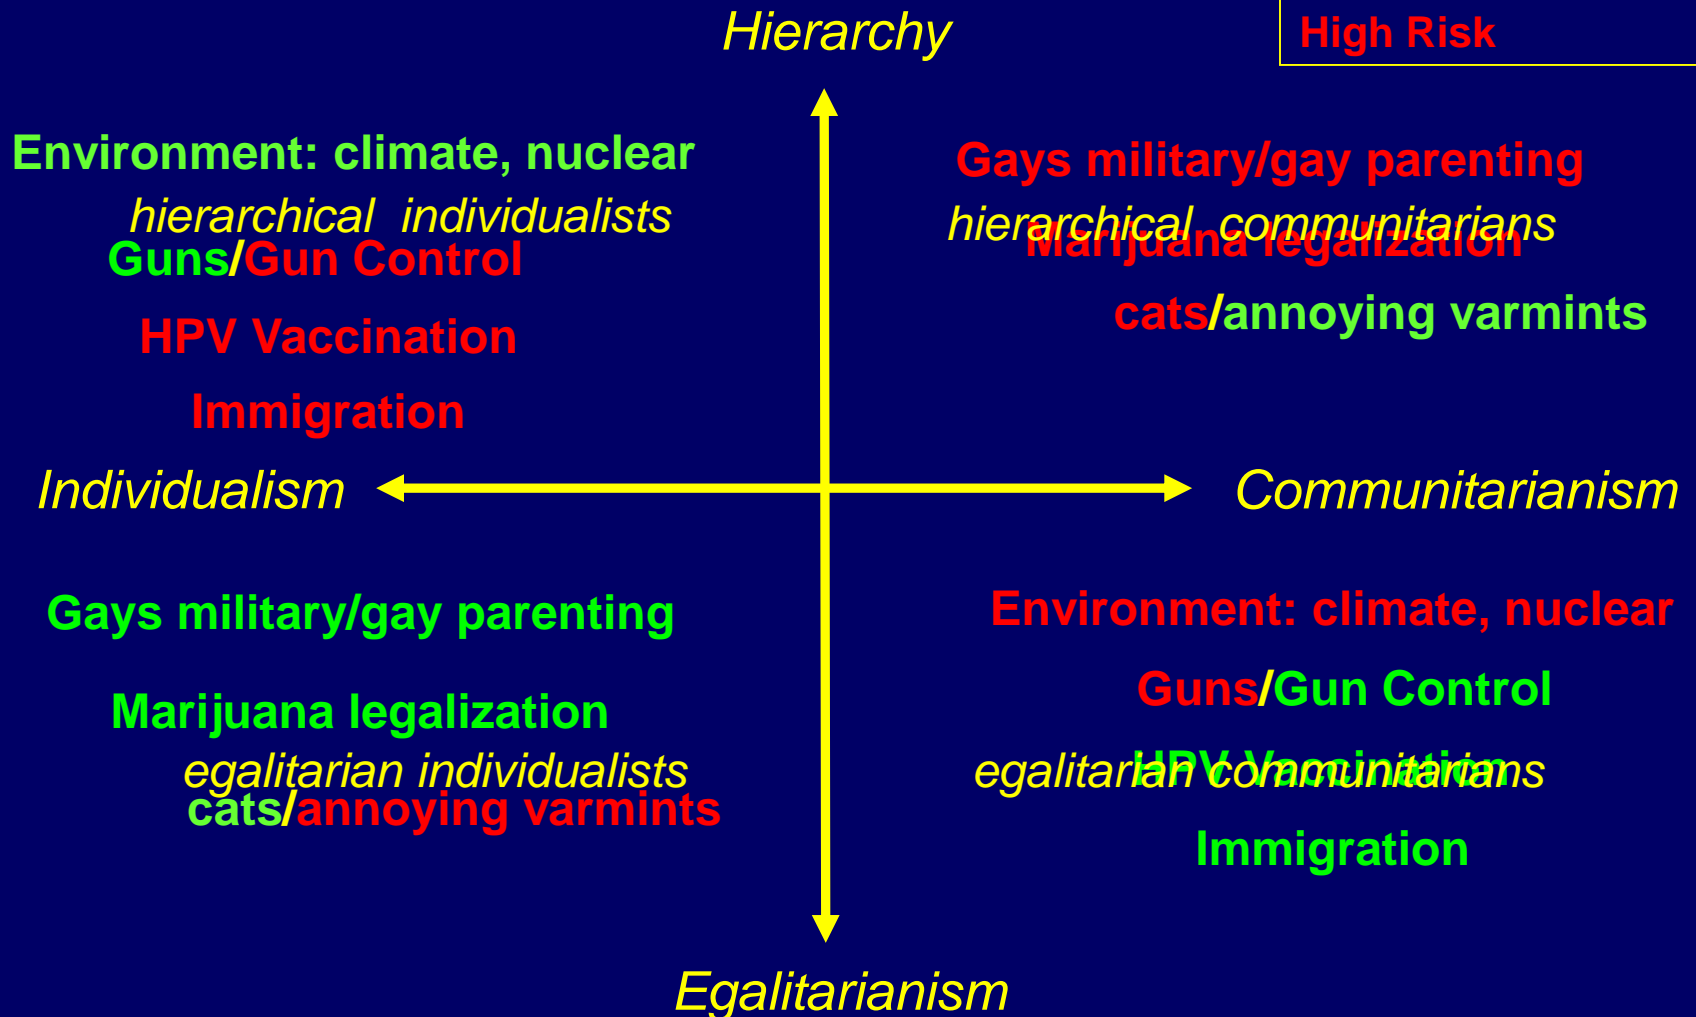 Hierarchy
High Risk
Environment: climate, nuclear
hierarchical individualists
Guns/Gun Control
HPV Vaccination
Immigration
Gays military/gay parenting
hierarchical communitarians
Marijuana legalization
cats/annoying varmints
Individualism
Communitarianism
Gays military/gay parenting
Marijuana legalization
egalitarian individualists
cats/annoying varmints
Environment: climate, nuclear
Guns/Gun Control
HPV Vaccination
egalitarian communitarians
Immigration
Egalitarianism